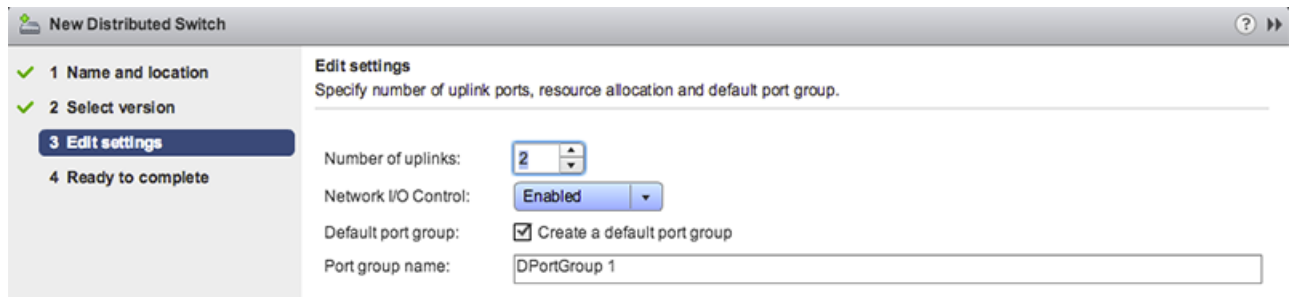 New Distributed Switch
1 Name and location
2 Select version
3 Edit settings
4 Ready to complete
Edit settings
Specify number of uplink ports, resource allocation and default port group.
Number of uplinks: 2
Network I/O Control: Enabled
Default port group: Create a default port group
Port group name: DPortGroup 1